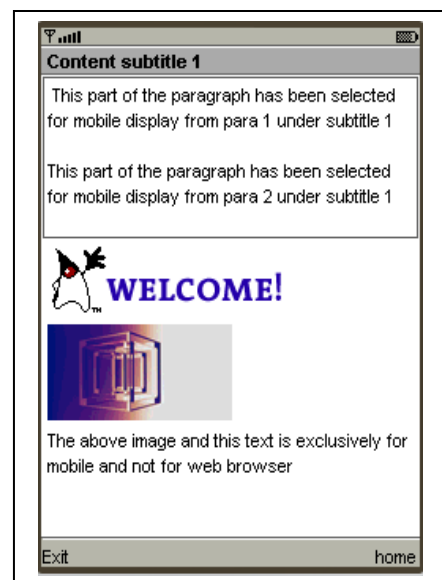 Content subtitle 1
This part of the paragraph has been selected
for mobile display from para 1 under subtitle 1
This part of the paragraph has been selected
for mobile display from para 2 under subtitle 1
WELCOME!
TM
The above image and this text is exclusively for
mobile and not for web browser
Exit home